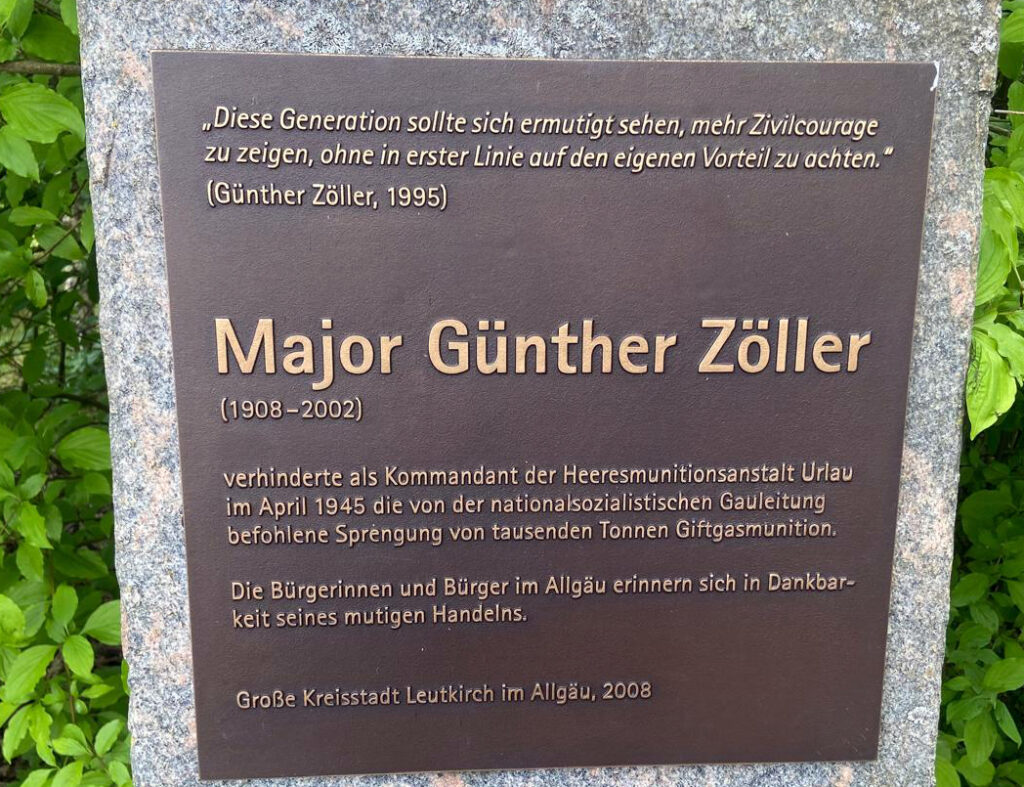 „Diese Generation sollte sich ermutigt sehen, mehr Zivilcourage
zu zeigen, ohne in erster Linie auf den eigenen Vorteil zu achten.“
(Günther Zöller, 1995)
Major Günther Zöller
(1908–2002)
verhinderte als Kommandant der Heeresmunitionsanstalt Urlau
im April 1945 die von der nationalsozialistischen Gauleitung
befohlene Sprengung von tausenden Tonnen Giftgasmunition.
Die Bürgerinnen und Bürger im Allgäu erinnern sich in Dankbar-
keit seines mutigen Handelns.
Große Kreisstadt Leutkirch im Allgäu, 2008